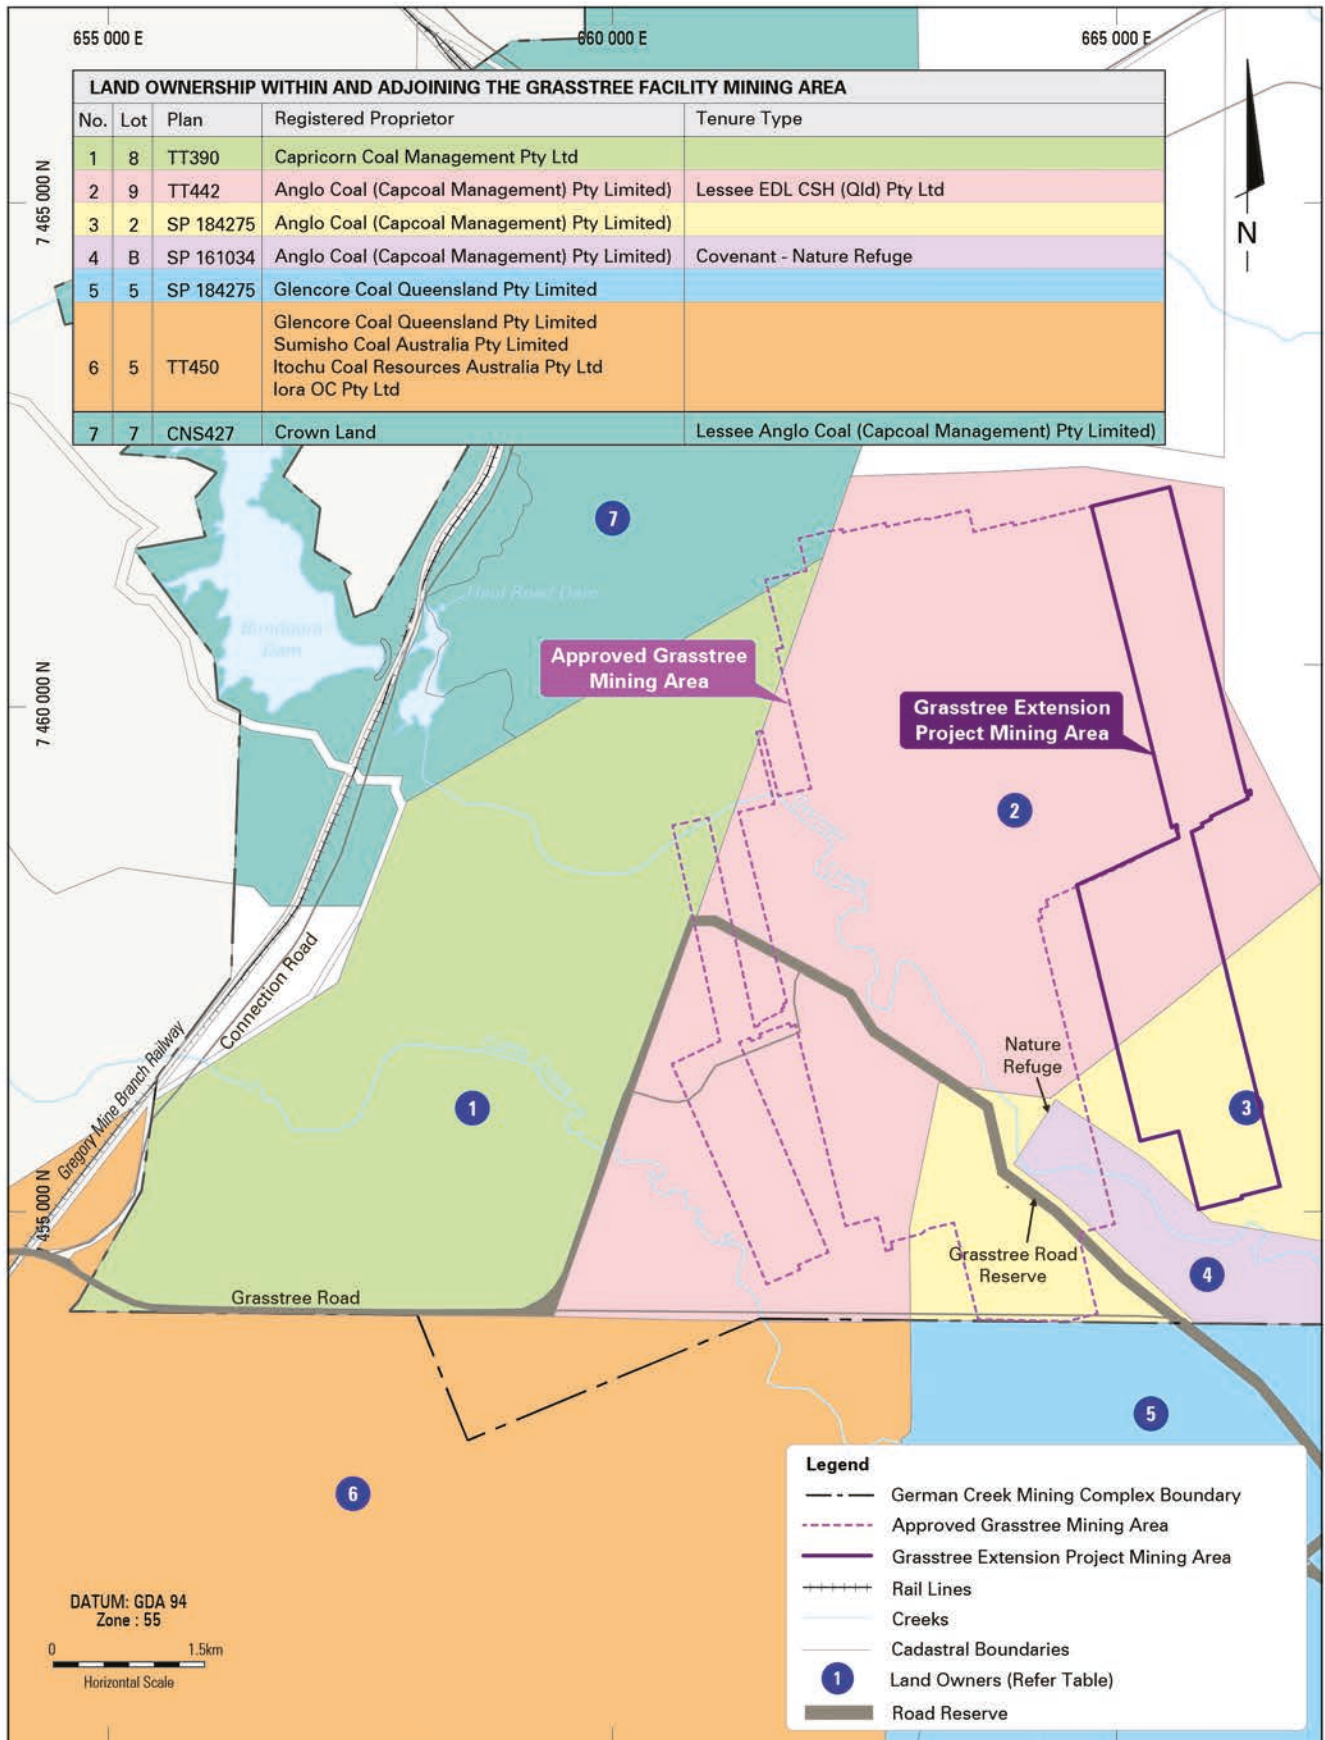 655 000 E
660 000 E
665 000 E
LAND OWNERSHIP WITHIN AND ADJOINING THE GRASSTREE FACILITY MINING AREA
No. Lot Plan Registered Proprietor Tenure Type
1 8 TT390 Capricorn Coal Management Pty Ltd
2 9 TT442 Anglo Coal (Capcoal Management) Pty Limited) Lessee EDL CSH (Qld) Pty Ltd
3 2 SP 184275 Anglo Coal (Capcoal Management) Pty Limited)
4 B SP 161034 Anglo Coal (Capcoal Management) Pty Limited) Covenant - Nature Refuge
5 5 SP 184275 Glencore Coal Queensland Pty Limited
6 5 TT450 Glencore Coal Queensland Pty Limited
Sumisho Coal Australia Pty Limited
Itochu Coal Resources Australia Pty Ltd
Iora OC Pty Ltd
7 7 CNS427 Crown Land Lessee Anglo Coal (Capcoal Management) Pty Limited)
7 465 000 N
N
7
Haul Road Dam
Dam
Approved Grasstree
Mining Area
Grasstree Extension
Project Mining Area
7 460 000 N
2
Connection Road
Gregory Mine Branch Railway
Nature
Refuge
1
3
455 000 N
Grasstree Road
Reserve
4
Grasstree Road
5
6
Legend
German Creek Mining Complex Boundary
Approved Grasstree Mining Area
Grasstree Extension Project Mining Area
Rail Lines
Creeks
Cadastral Boundaries
1 Land Owners (Refer Table)
Road Reserve
DATUM: GDA 94
Zone : 55
0 1.5km
Horizontal Scale